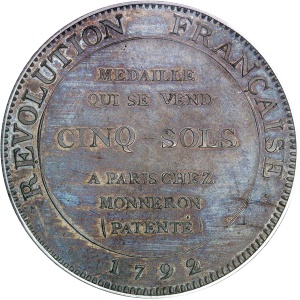 REVOLUTION FRANÇAISE
MEDAILLE
QUI SE VEND
CINQ-SOLS
A PARIS CHEZ
MONNERON
(PATENTÉ)
1792